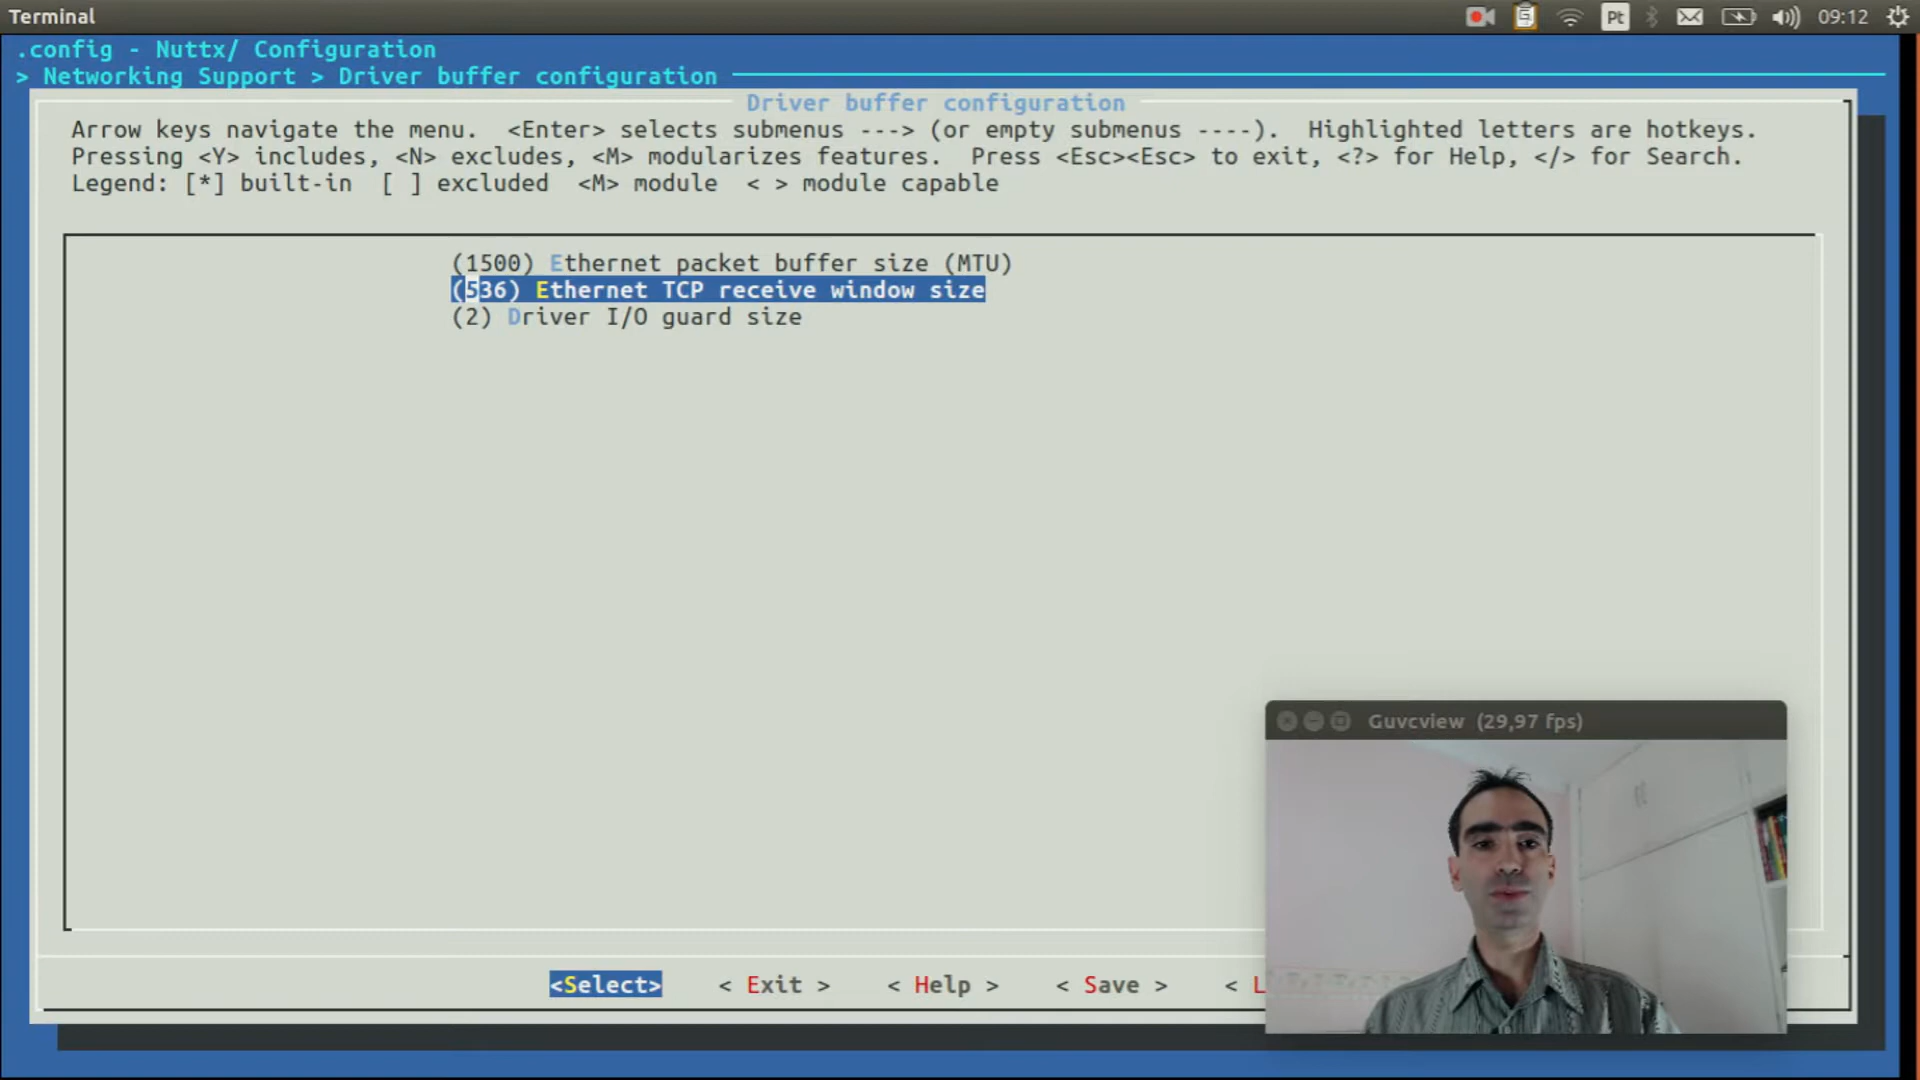 Terminal
Pt
09:12
.config - Nuttx/ Configuration
> Networking Support > Driver buffer configuration
Driver buffer configuration
Arrow keys navigate the menu.  <Enter> selects submenus ---> (or empty submenus ----).  Highlighted letters are hotkeys.
Pressing <Y> includes, <N> excludes, <M> modularizes features.  Press <Esc><Esc> to exit, <?> for Help, </> for Search.
Legend: [*] built-in  [ ] excluded  <M> module  < > module capable
(1500) Ethernet packet buffer size (MTU)
(536) Ethernet TCP receive window size
(2) Driver I/O guard size
Guvcview (29,97 fps)
<Select>    < Exit >    < Help >    < Save >    < L